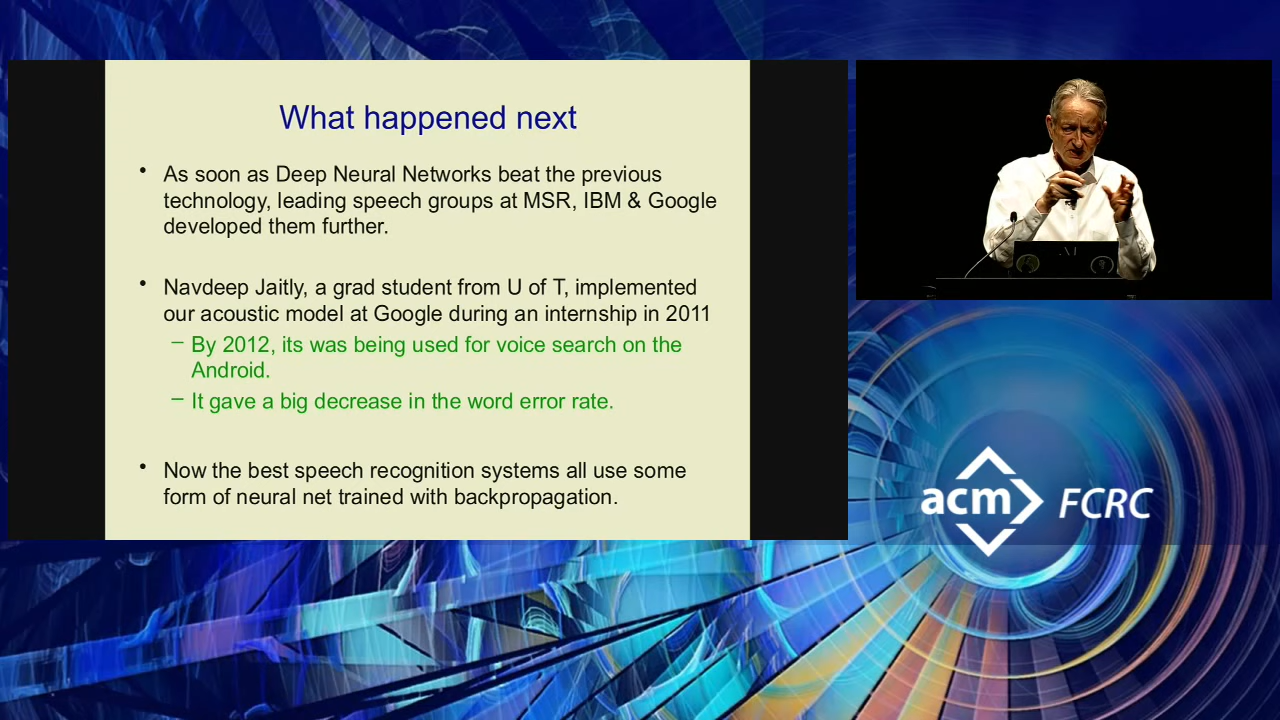 What happened next
• As soon as Deep Neural Networks beat the previous
technology, leading speech groups at MSR, IBM & Google
developed them further.
• Navdeep Jaitly, a grad student from U of T, implemented
our acoustic model at Google during an internship in 2011
– By 2012, its was being used for voice search on the
Android.
– It gave a big decrease in the word error rate.
• Now the best speech recognition systems all use some
form of neural net trained with backpropagation.
acm FCRC